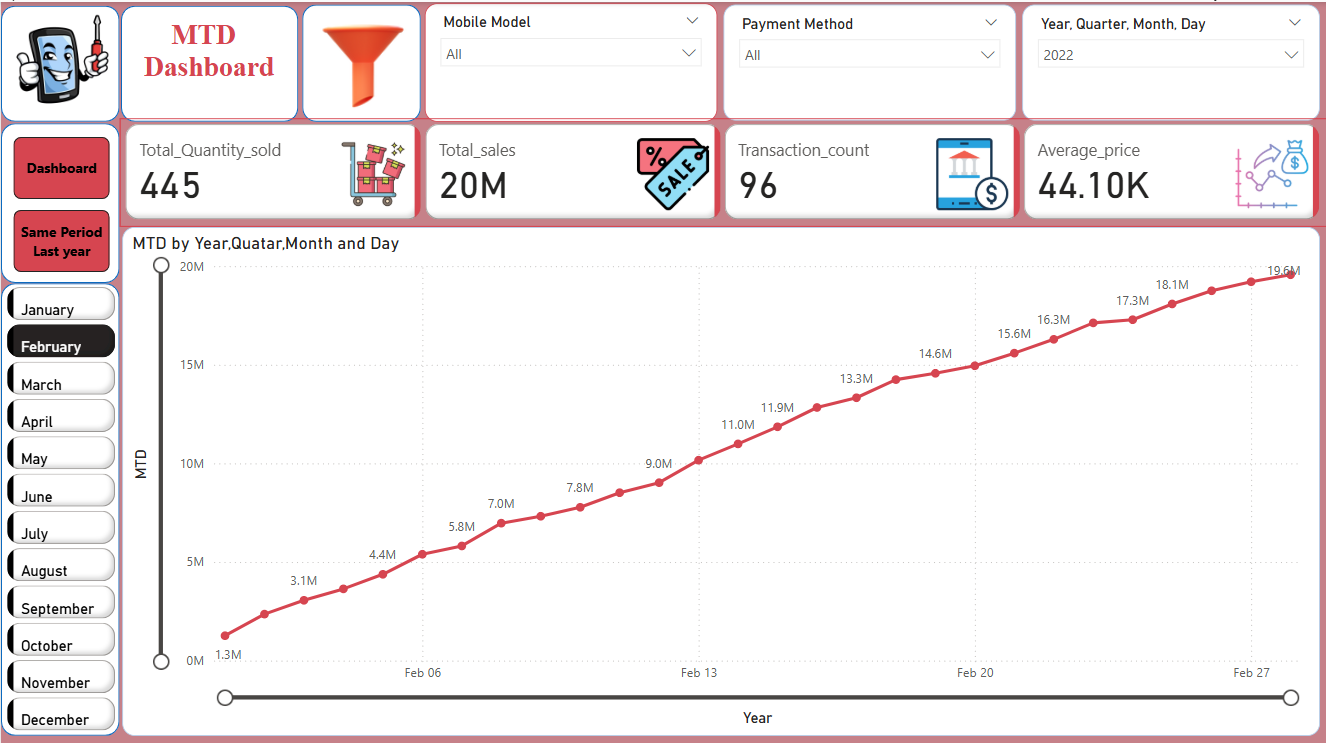 MTD
Dashboard
Mobile Model
All
Payment Method
All
Year, Quarter, Month, Day
2022
Dashboard
Same Period
Last year
Total_Quantity_sold
445
Total_sales
20M
%
SALE
Transaction_count
96
$
Average_price
44.10K
$
January
February
March
April
May
June
July
August
September
October
November
December
MTD by Year,Quatar,Month and Day
MTD
20M
15M
10M
5M
0M
1.3M
3.1M
4.4M
5.8M
7.0M
7.8M
9.0M
11.0M
11.9M
13.3M
14.6M
15.6M
16.3M
17.3M
18.1M
19.6M
Feb 06
Feb 13
Feb 20
Feb 27
Year